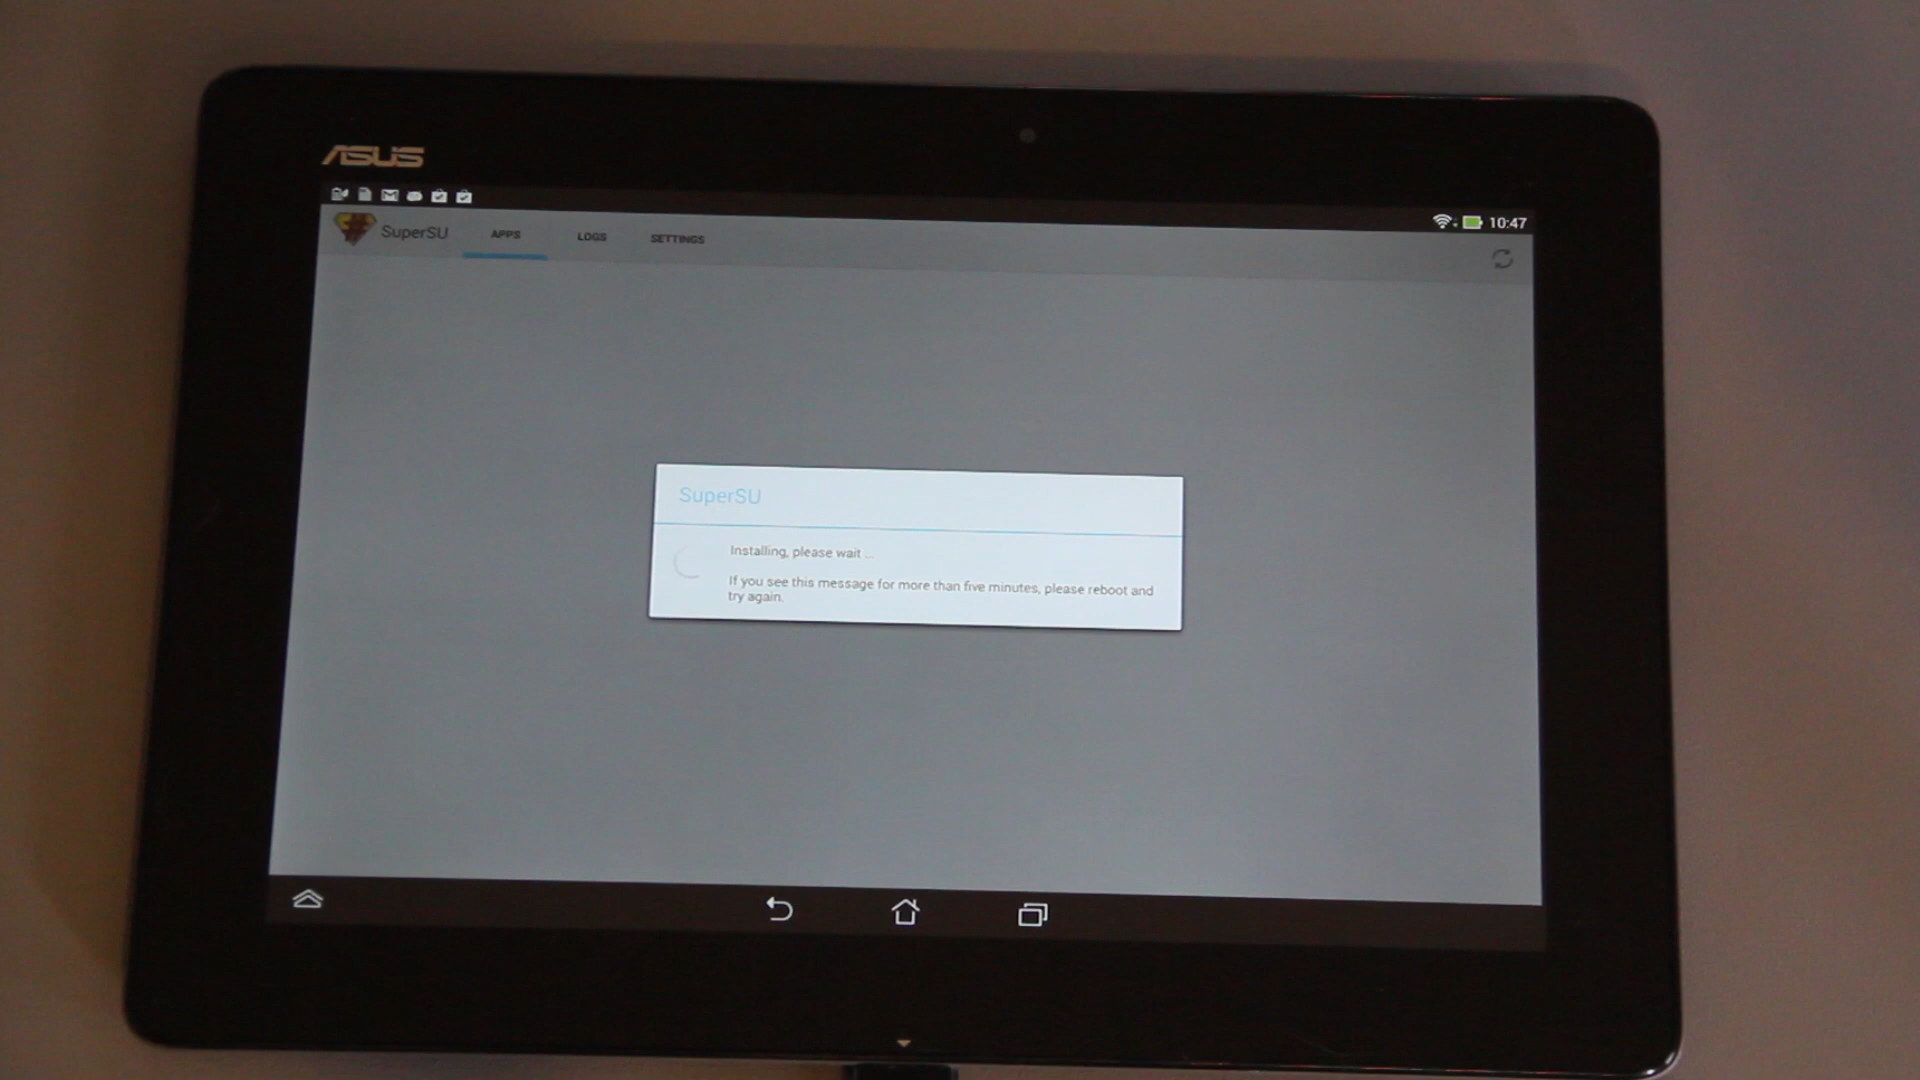 ASUS
10:47
SuperSU APPS LOGS SETTINGS
SuperSU
Installing, please wait ...
If you see this message for more than five minutes, please reboot and
try again.